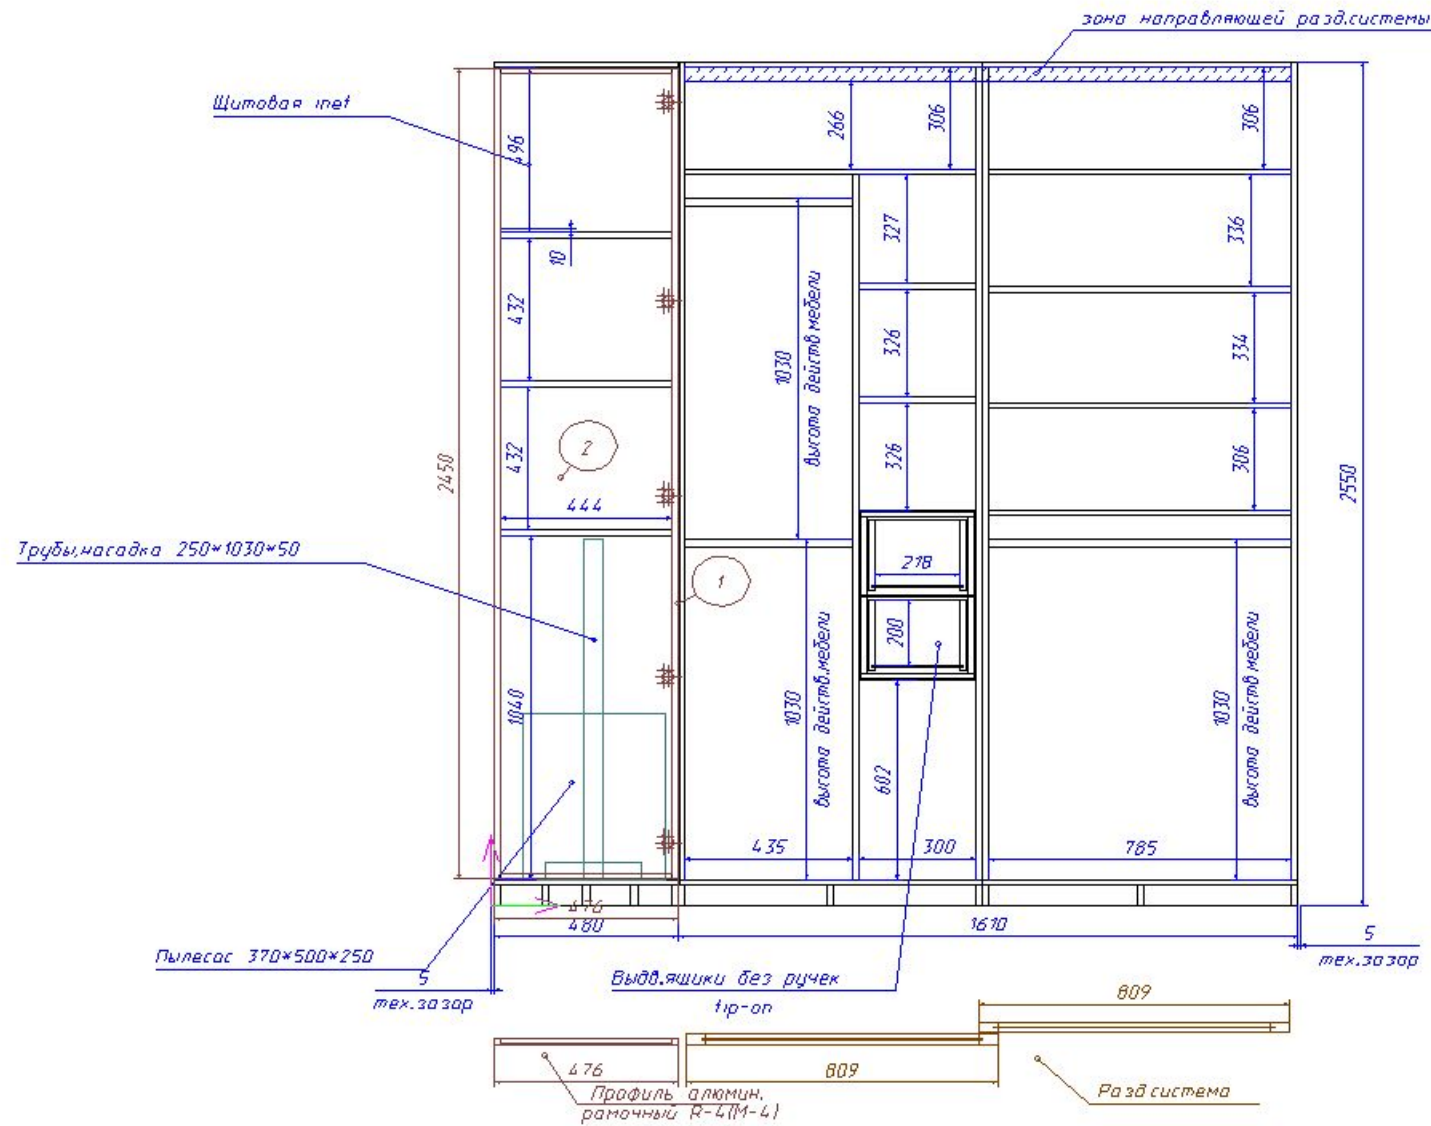 зона направляющей разд.системы
Щитовая inet
496
266
306
306
10
327
336
432
1030
высота действ мебели
326
334
432
326
306
2
444
2450
2550
Трубы,насадка 250*1030*50
218
1
200
1040
1030
высота действ.мебели
602
1030
высота действ мебели
435
300
785
476
480
1610
5
тех.зазор
Пылесос 370*500*250
5
тех.зазор
Выдв.ящики без ручек
tip-on
809
476
809
Профиль алюмин.
рамочный R-4(M-4)
Разд система